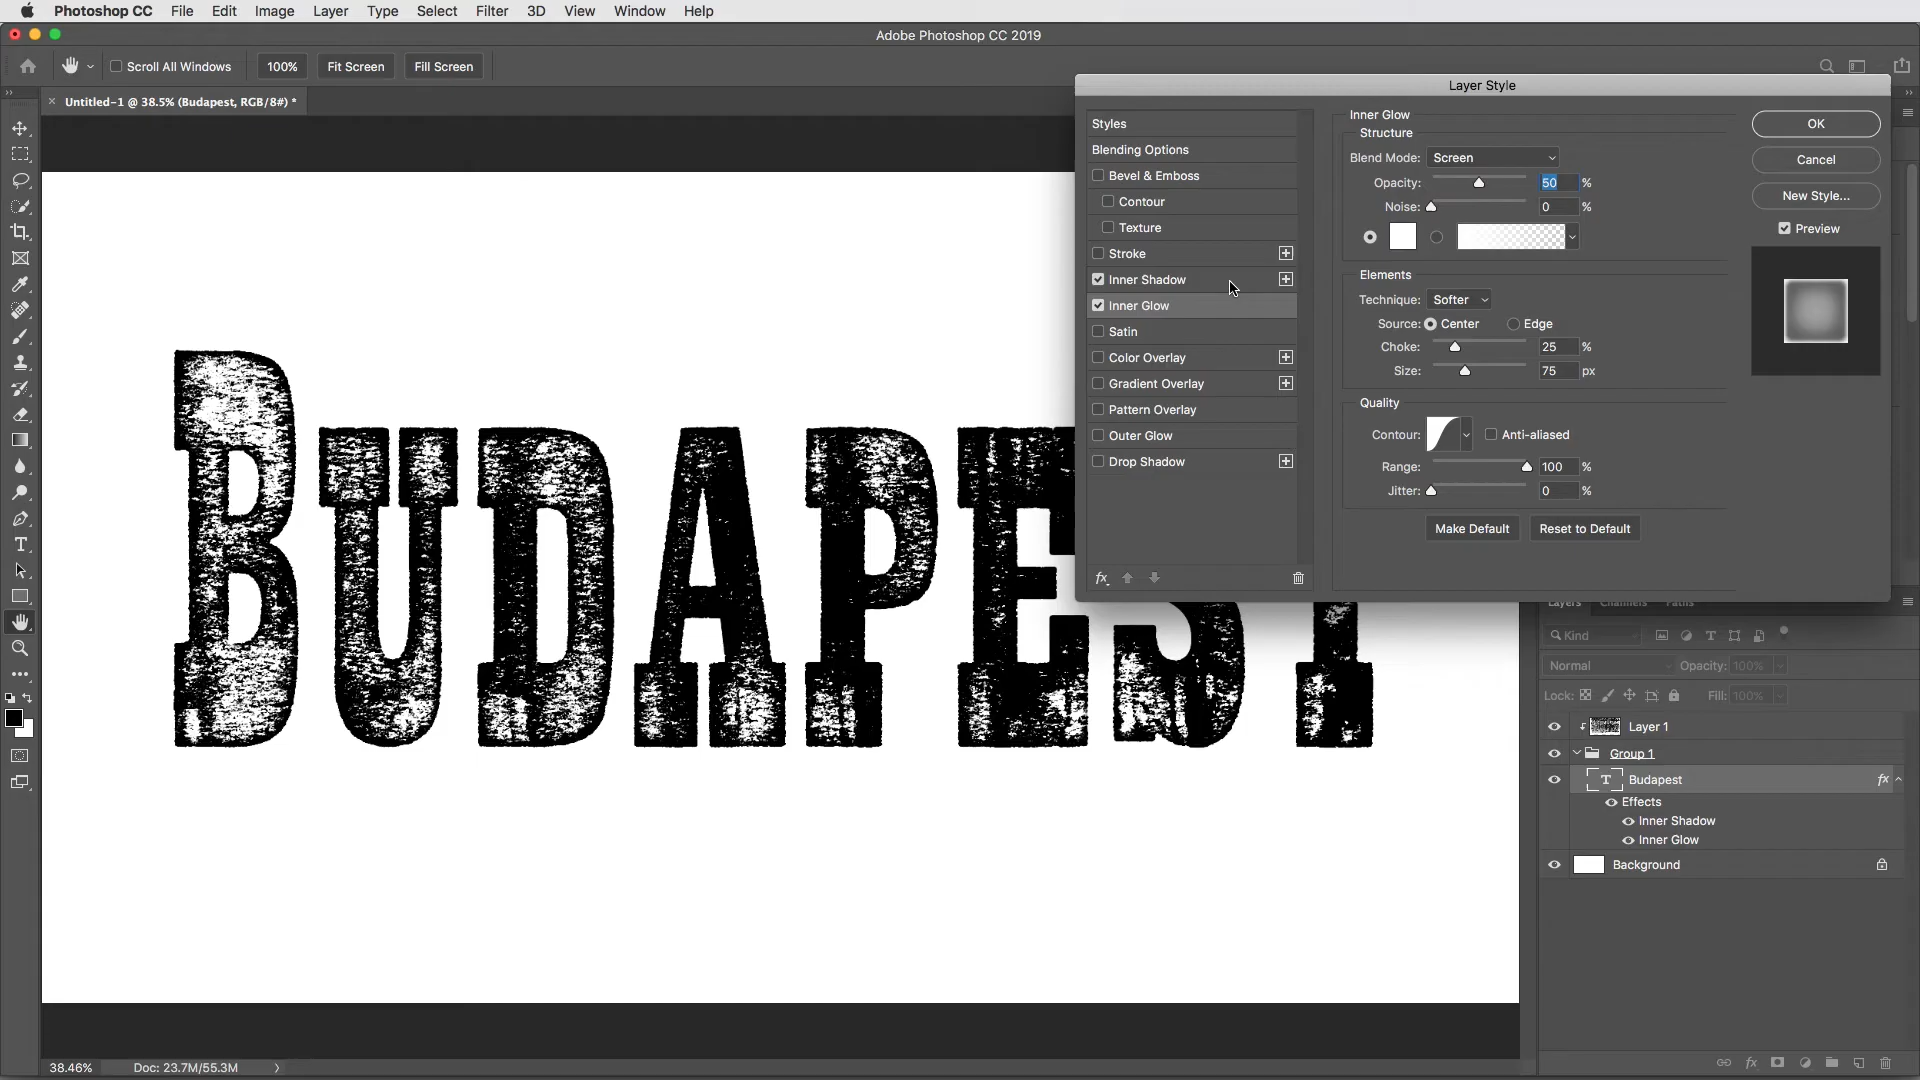 Photoshop CC File Edit Image Layer Type Select Filter 3D View Window Help
Adobe Photoshop CC 2019
Scroll All Windows 100% Fit Screen Fill Screen
Untitled-1 @ 38.5% (Budapest, RGB/8#) *
BUDAPEST
38.46% Doc: 23.7M/55.3M
Layer Style
Styles
Blending Options
Bevel & Emboss
Contour
Texture
Stroke
Inner Shadow
Inner Glow
Satin
Color Overlay
Gradient Overlay
Pattern Overlay
Outer Glow
Drop Shadow
fx
Inner Glow
Structure
Blend Mode: Screen
Opacity: 50 %
Noise: 0 %
Elements
Technique: Softer
Source: Center Edge
Choke: 25 %
Size: 75 px
Quality
Contour: Anti-aliased
Range: 100 %
Jitter: 0 %
Make Default Reset to Default
OK
Cancel
New Style...
Preview
Layers Channels Paths
Kind
Normal Opacity: 100%
Lock: Fill: 100%
Layer 1
Group 1
Budapest fx
Effects
Inner Shadow
Inner Glow
Background
fx